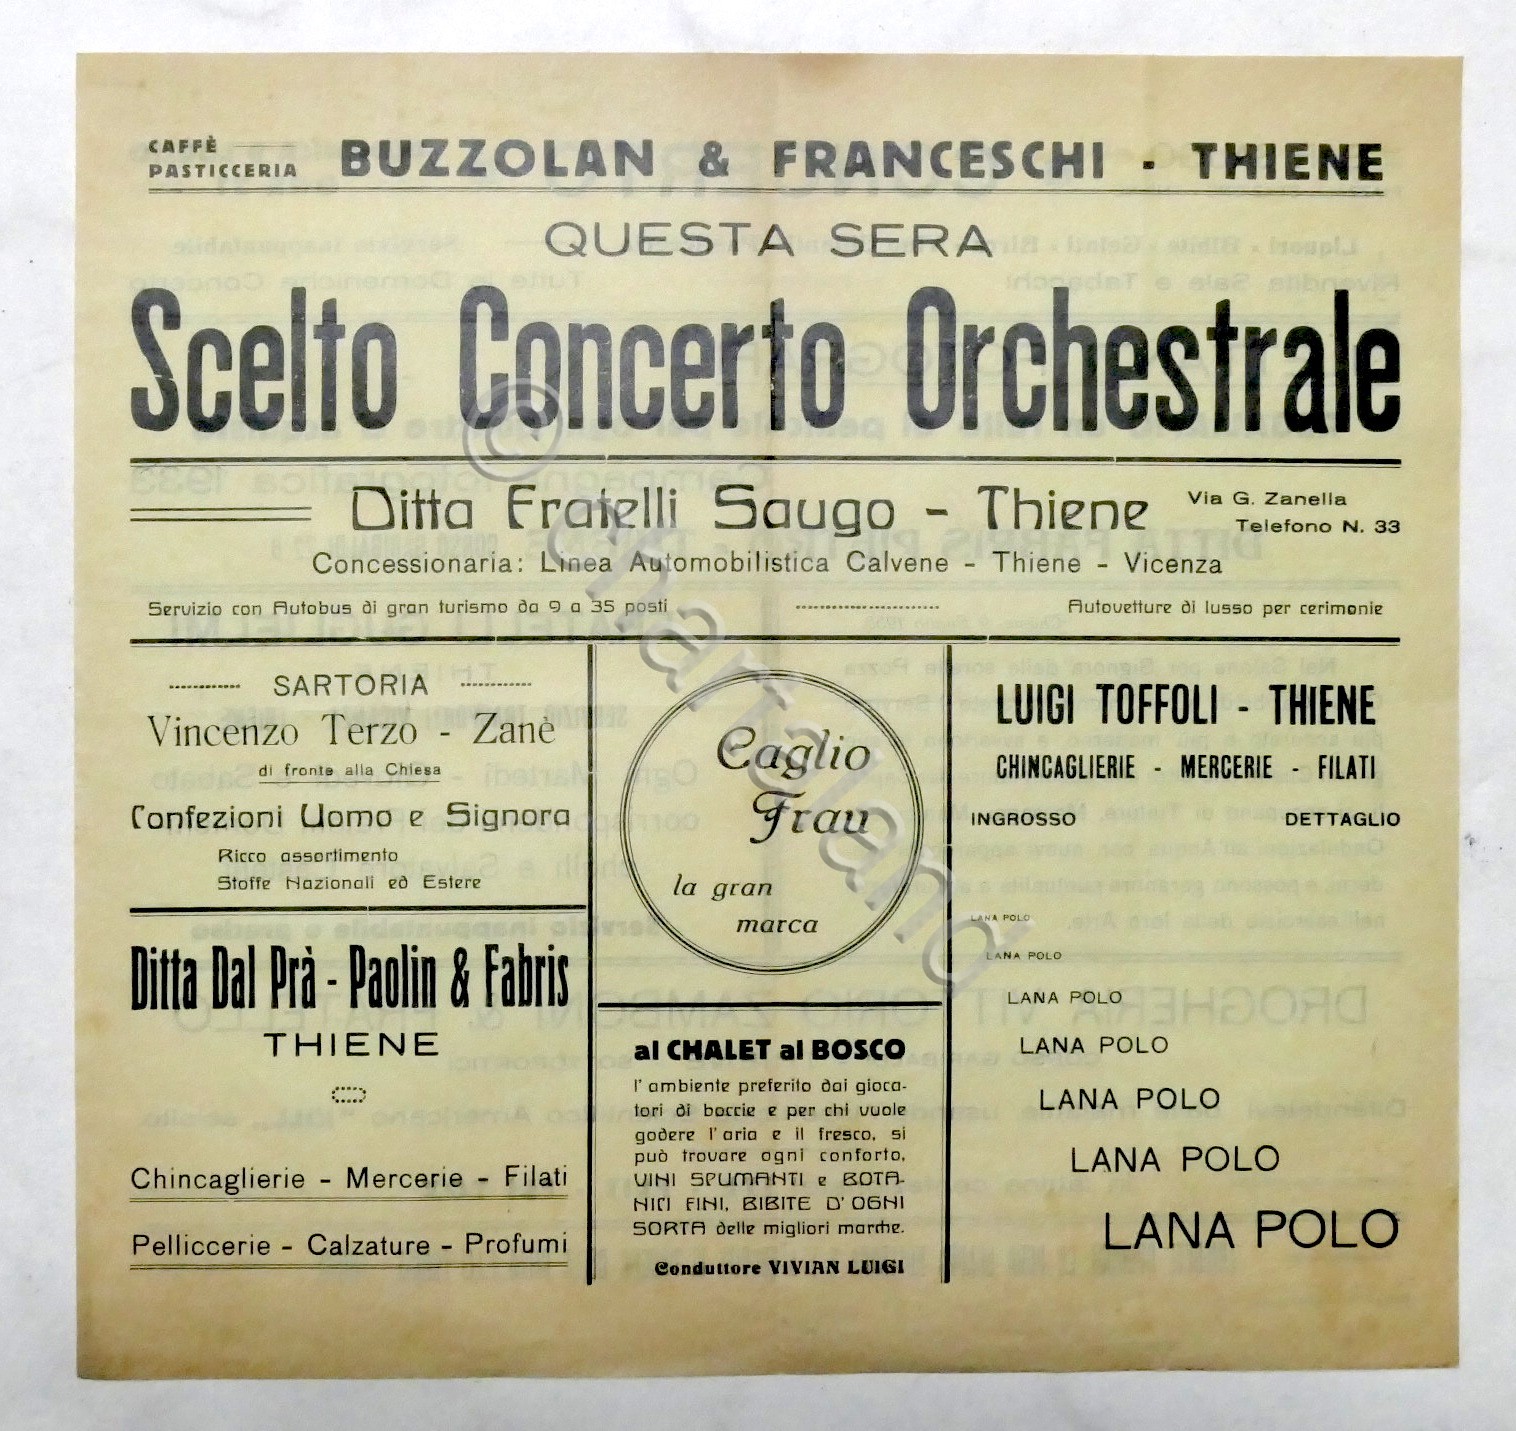 CAFFÈ
PASTICCERIA
BUZZOLAN & FRANCESCHI - THIENE
QUESTA SERA
Scelto Concerto Orchestrale
Ditta Fratelli Saugo - Thiene
Via G. Zanella
Telefono N. 33
Concessionaria: Linea Automobilistica Calvene - Thiene - Vicenza
Servizio con Autobus di gran turismo da 9 a 35 posti
Autovetture di lusso per cerimonie
SARTORIA
Vincenzo Terzo - Zanè
di fronte alla Chiesa
Confezioni Uomo e Signora
Ricco assortimento
Stoffe Nazionali ed Estere
Ditta Dal Prà - Paolin & Fabris
THIENE
Chincaglierie - Mercerie - Filati
Pelliccerie - Calzature - Profumi
Caglio
Frau
la gran
marca
al CHALET al BOSCO
l'ambiente preferito dai gioca-
tori di boccie e per chi vuole
godere l'aria e il fresco, si
può trovare ogni conforto,
VINI SPUMANTI e BOTA-
NICI FINI, BIBITE D'OGNI
SORTA delle migliori marche.
Conduttore VIVIAN LUIGI
LUIGI TOFFOLI - THIENE
CHINCAGLIERIE - MERCERIE - FILATI
INGROSSO DETTAGLIO
LANA POLO
LANA POLO
LANA POLO
LANA POLO
LANA POLO
LANA POLO
LANA POLO
© Chartaland